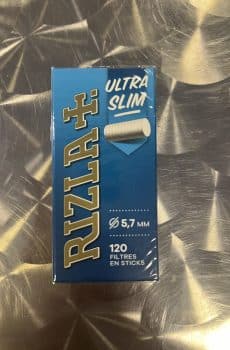 RIZLA+.
ULTRA
SLIM
Ø 5,7 MM
120
FILTRES
EN STICKS